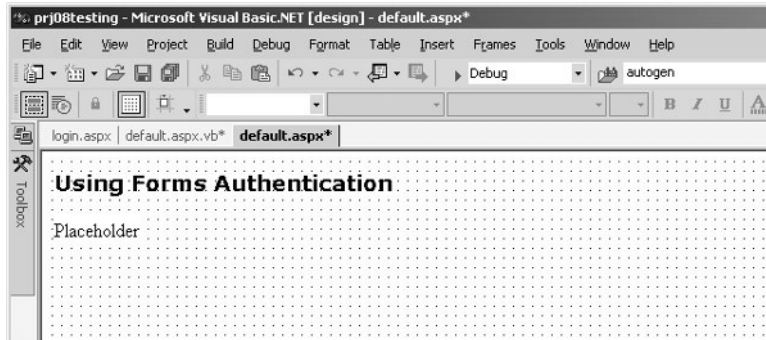 prj08testing - Microsoft Visual Basic.NET [design] - default.aspx*
File Edit View Project Build Debug Format Table Insert Frames Tools Window Help
Debug autogen
B I U A
login.aspx default.aspx.vb* default.aspx*
Toolbox
Using Forms Authentication
Placeholder